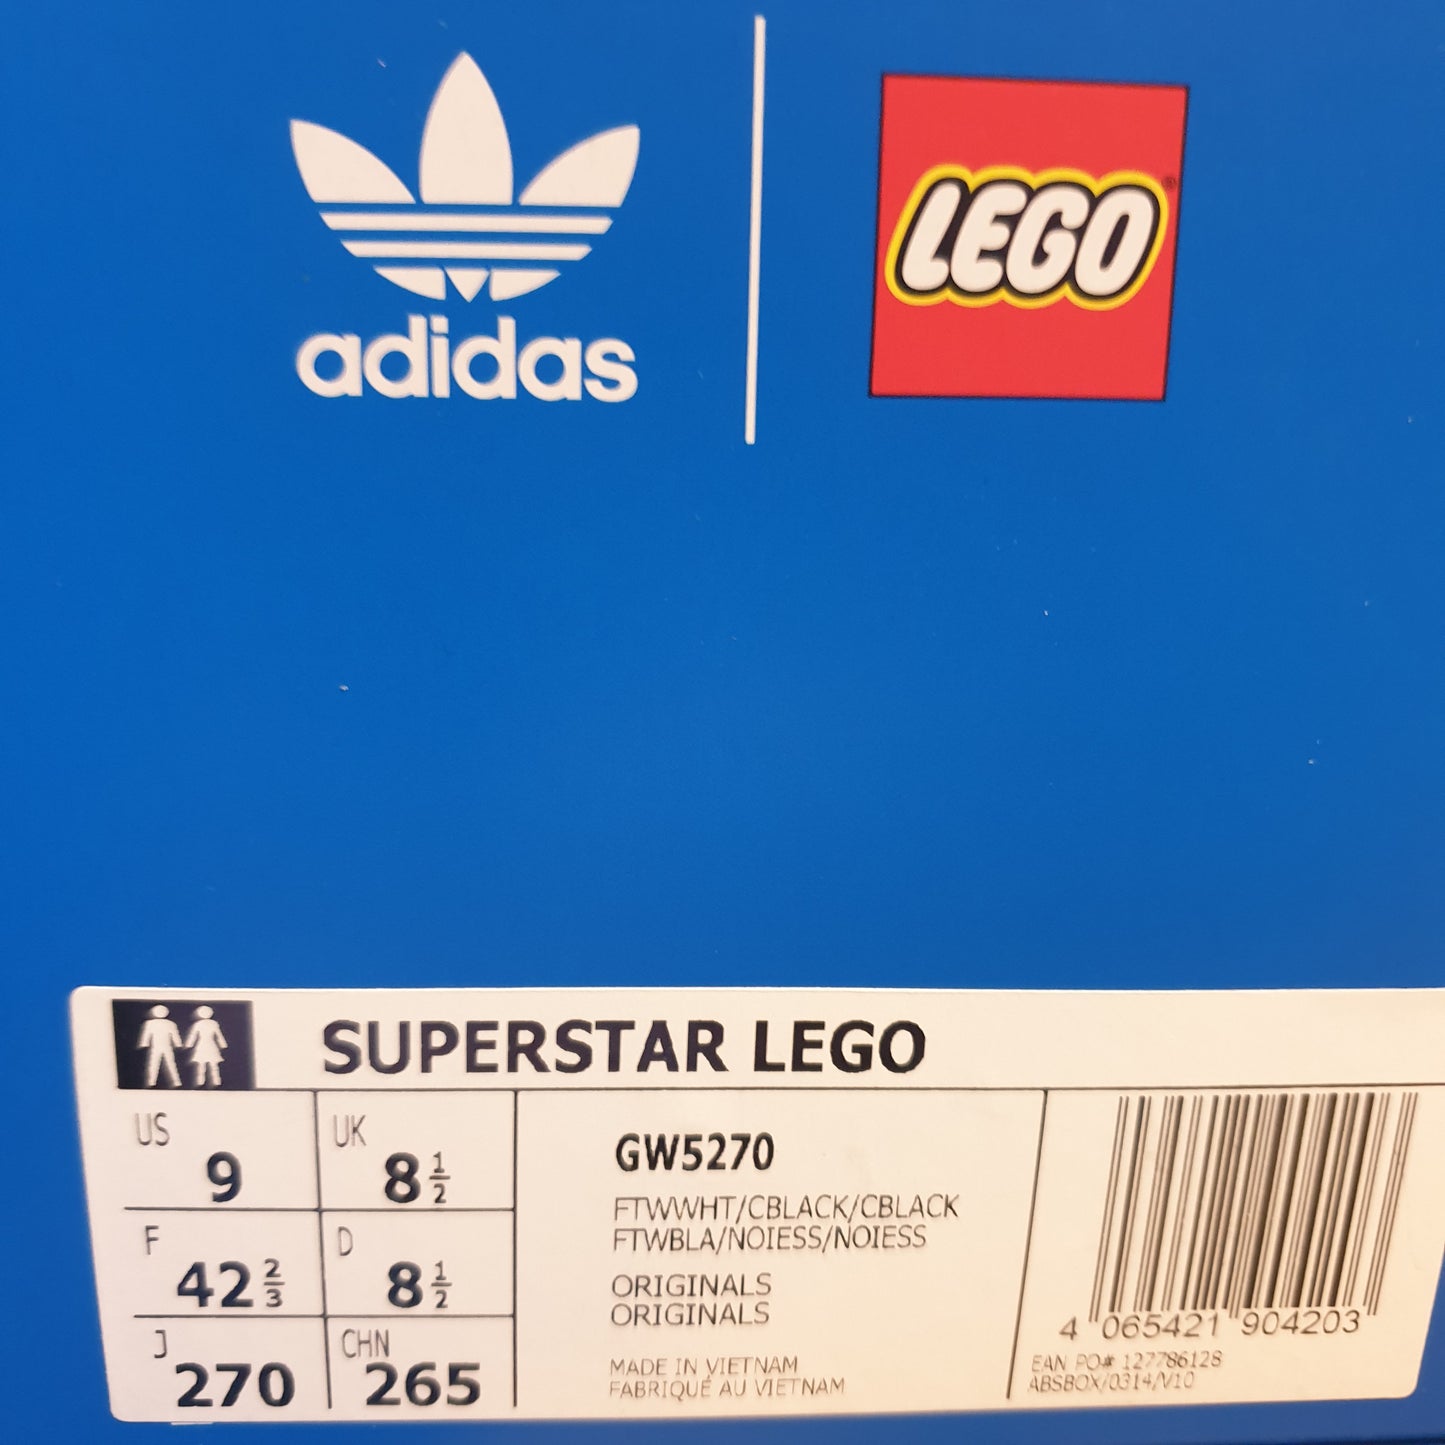 adidas
LEGO®
SUPERSTAR LEGO
US 9
UK 8 1/2
F 42 2/3
D 8 1/2
J 270
CHN 265
GW5270
FTWWHT/CBLACK/CBLACK
FTWBLA/NOIESS/NOIESS
ORIGINALS
ORIGINALS
MADE IN VIETNAM
FABRIQUÉ AU VIETNAM
4 065421 904203
EAN PO# 127786128
ABSBOX/0314/V10